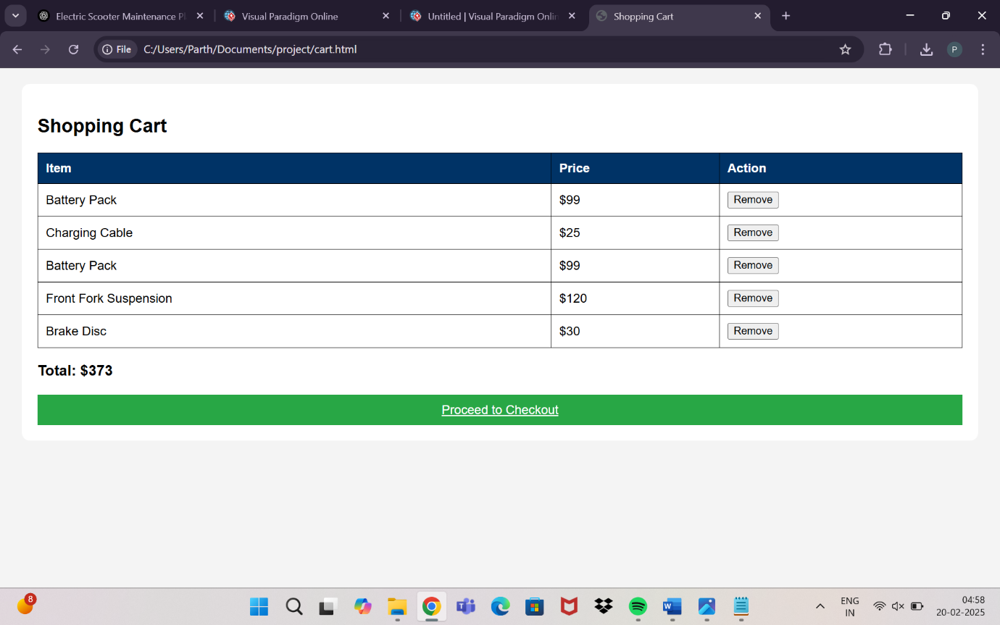 Electric Scooter Maintenance Pl
Visual Paradigm Online
Untitled | Visual Paradigm Onlin
Shopping Cart
File
C:/Users/Parth/Documents/project/cart.html
P
Shopping Cart
Item Price Action
Battery Pack $99 Remove
Charging Cable $25 Remove
Battery Pack $99 Remove
Front Fork Suspension $120 Remove
Brake Disc $30 Remove
Total: $373
Proceed to Checkout
8
T
W
ENG
IN
04:58
20-02-2025